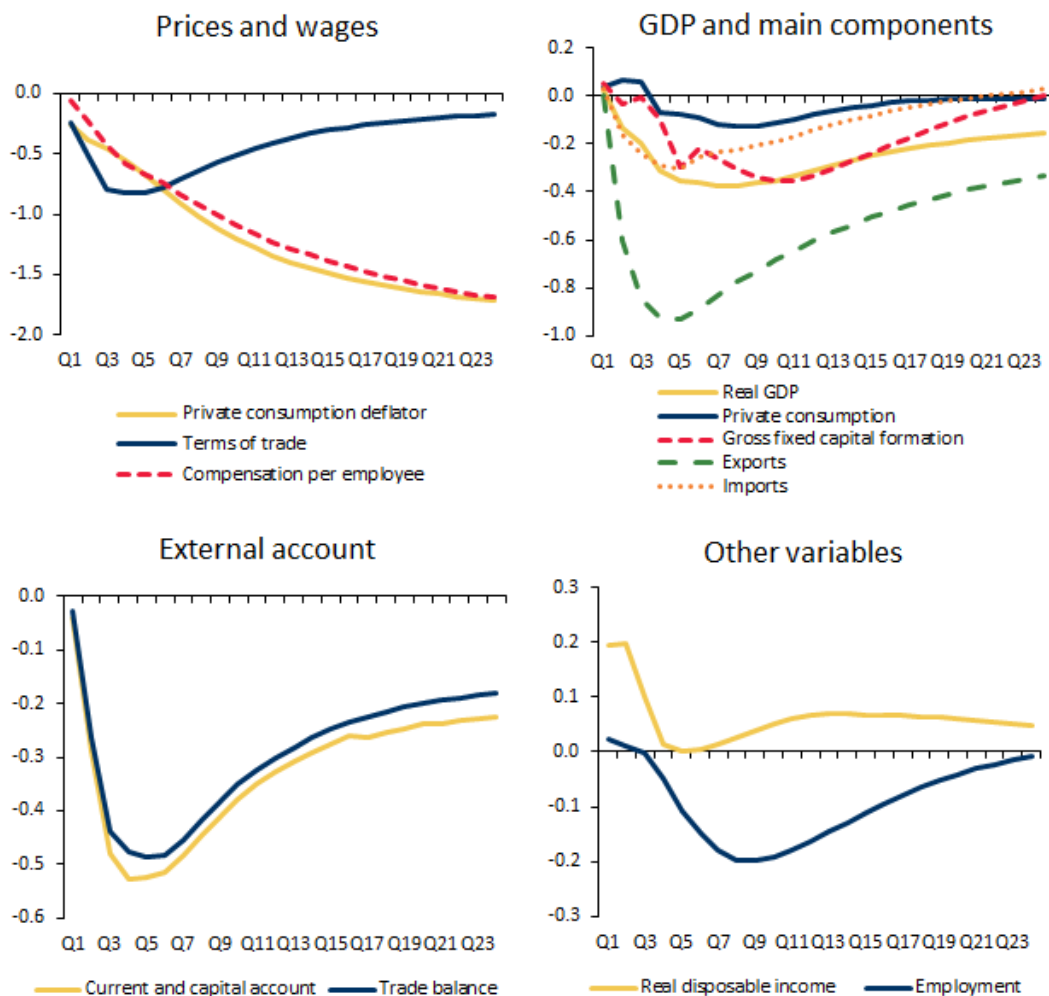 Prices and wages
0.0
-0.5
-1.0
-1.5
-2.0
Q1 Q3 Q5 Q7 Q9 Q11 Q13 Q15 Q17 Q19 Q21 Q23
Private consumption deflator
Terms of trade
Compensation per employee
GDP and main components
0.2
0.0
-0.2
-0.4
-0.6
-0.8
-1.0
Q1 Q3 Q5 Q7 Q9 Q11 Q13 Q15 Q17 Q19 Q21 Q23
Real GDP
Private consumption
Gross fixed capital formation
Exports
Imports
External account
0.0
-0.1
-0.2
-0.3
-0.4
-0.5
-0.6
Q1 Q3 Q5 Q7 Q9 Q11 Q13 Q15 Q17 Q19 Q21 Q23
Current and capital account Trade balance
Other variables
0.3
0.2
0.1
0.0
-0.1
-0.2
-0.3
Q1 Q3 Q5 Q7 Q9 Q11 Q13 Q15 Q17 Q19 Q21 Q23
Real disposable income Employment